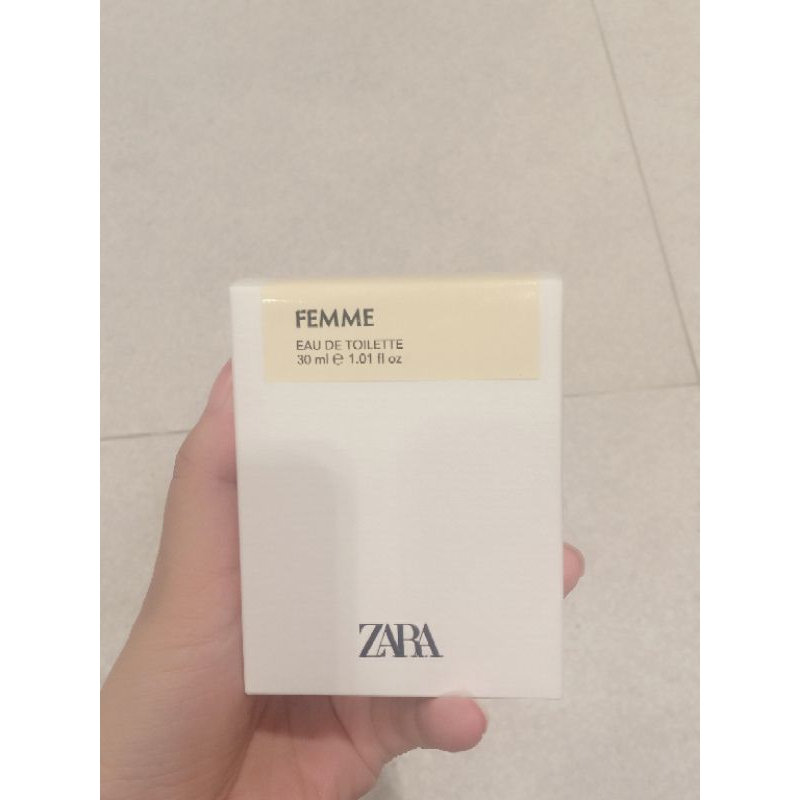 FEMME
EAU DE TOILETTE
30 ml ℮ 1.01 fl oz
ZARA